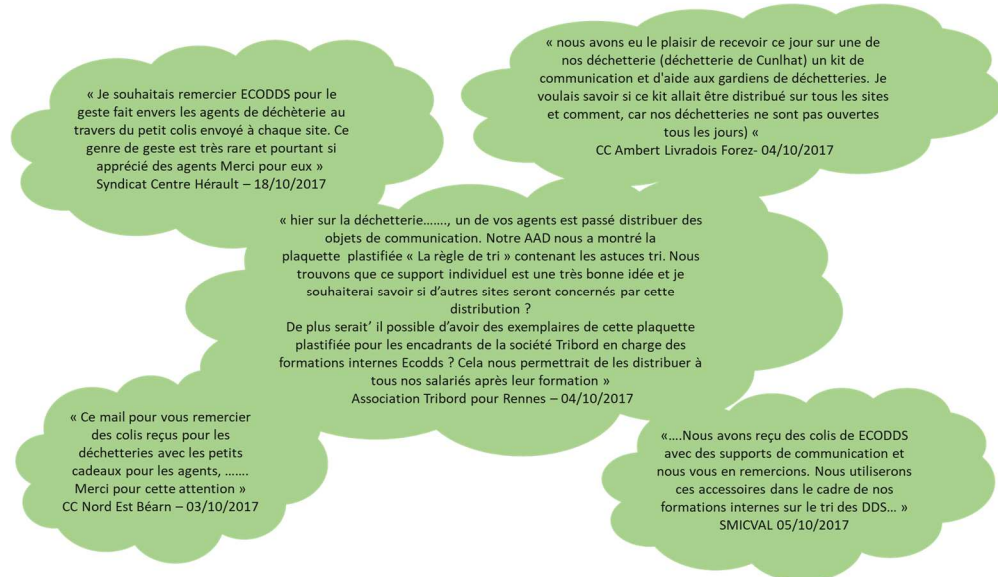 « Je souhaitais remercier ECODDS pour le
geste fait envers les agents de déchèterie au
travers du petit colis envoyé à chaque site. Ce
genre de geste est très rare et pourtant si
apprécié des agents Merci pour eux »
Syndicat Centre Hérault – 18/10/2017
« nous avons eu le plaisir de recevoir ce jour sur une de
nos déchetterie (déchetterie de Cunlhat) un kit de
communication et d'aide aux gardiens de déchetteries. Je
voulais savoir si ce kit allait être distribué sur tous les sites
et comment, car nos déchetteries ne sont pas ouvertes
tous les jours) «
CC Ambert Livradois Forez- 04/10/2017
« hier sur la déchetterie……., un de vos agents est passé distribuer des
objets de communication. Notre AAD nous a montré la
plaquette plastifiée « La règle de tri » contenant les astuces tri. Nous
trouvons que ce support individuel est une très bonne idée et je
souhaiterai savoir si d'autres sites seront concernés par cette
distribution ?
De plus serait' il possible d'avoir des exemplaires de cette plaquette
plastifiée pour les encadrants de la société Tribord en charge des
formations internes Ecodds ? Cela nous permettrait de les distribuer à
tous nos salariés après leur formation »
Association Tribord pour Rennes – 04/10/2017
« Ce mail pour vous remercier
des colis reçus pour les
déchetteries avec les petits
cadeaux pour les agents, …….
Merci pour cette attention »
CC Nord Est Béarn – 03/10/2017
«….Nous avons reçu des colis de ECODDS
avec des supports de communication et
nous vous en remercions. Nous utiliserons
ces accessoires dans le cadre de nos
formations internes sur le tri des DDS… »
SMICVAL 05/10/2017